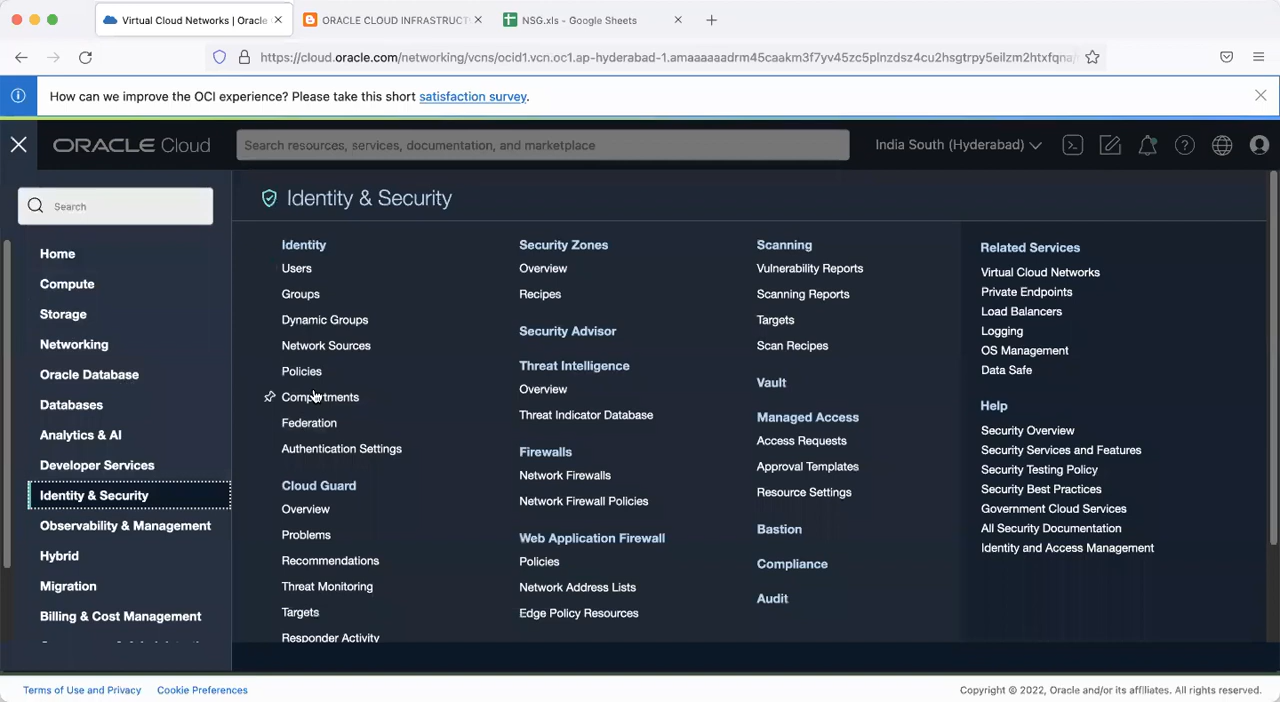 Virtual Cloud Networks | Oracle
ORACLE CLOUD INFRASTRUCT
NSG.xls - Google Sheets
https://cloud.oracle.com/networking/vcns/ocid1.vcn.oc1.ap-hyderabad-1.amaaaaaadrm45caakm3f7yv45zc5plnzdsz4cu2hsgtrpy5eilzm2htxfqna/
How can we improve the OCI experience? Please take this short satisfaction survey.
ORACLE Cloud
Search resources, services, documentation, and marketplace
India South (Hyderabad)
Search
Home
Compute
Storage
Networking
Oracle Database
Databases
Analytics & AI
Developer Services
Identity & Security
Observability & Management
Hybrid
Migration
Billing & Cost Management
Identity & Security
Identity
Users
Groups
Dynamic Groups
Network Sources
Policies
Compartments
Federation
Authentication Settings
Cloud Guard
Overview
Problems
Recommendations
Threat Monitoring
Targets
Responder Activity
Security Zones
Overview
Recipes
Security Advisor
Threat Intelligence
Overview
Threat Indicator Database
Firewalls
Network Firewalls
Network Firewall Policies
Web Application Firewall
Policies
Network Address Lists
Edge Policy Resources
Scanning
Vulnerability Reports
Scanning Reports
Targets
Scan Recipes
Vault
Managed Access
Access Requests
Approval Templates
Resource Settings
Bastion
Compliance
Audit
Related Services
Virtual Cloud Networks
Private Endpoints
Load Balancers
Logging
OS Management
Data Safe
Help
Security Overview
Security Services and Features
Security Testing Policy
Security Best Practices
Government Cloud Services
All Security Documentation
Identity and Access Management
Terms of Use and Privacy
Cookie Preferences
Copyright © 2022, Oracle and/or its affiliates. All rights reserved.